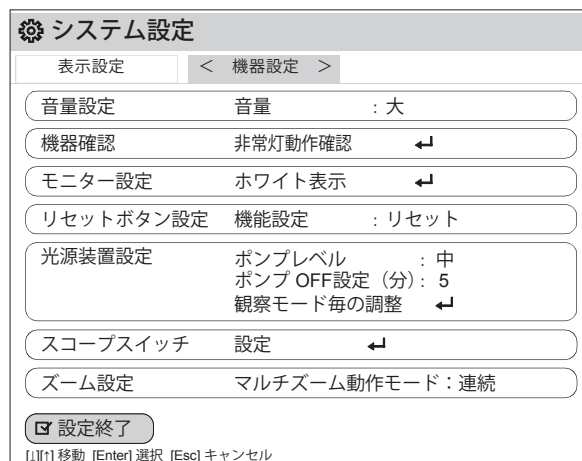 システム設定
表示設定 < 機器設定 >
音量設定 音量 : 大
機器確認 非常灯動作確認 ↵
モニター設定 ホワイト表示 ↵
リセットボタン設定 機能設定 : リセット
光源装置設定 ポンプレベル : 中
ポンプ OFF設定（分）: 5
観察モード毎の調整 ↵
スコープスイッチ 設定 ↵
ズーム設定 マルチズーム動作モード：連続
設定終了
[↓][↑] 移動 [Enter] 選択 [Esc] キャンセル